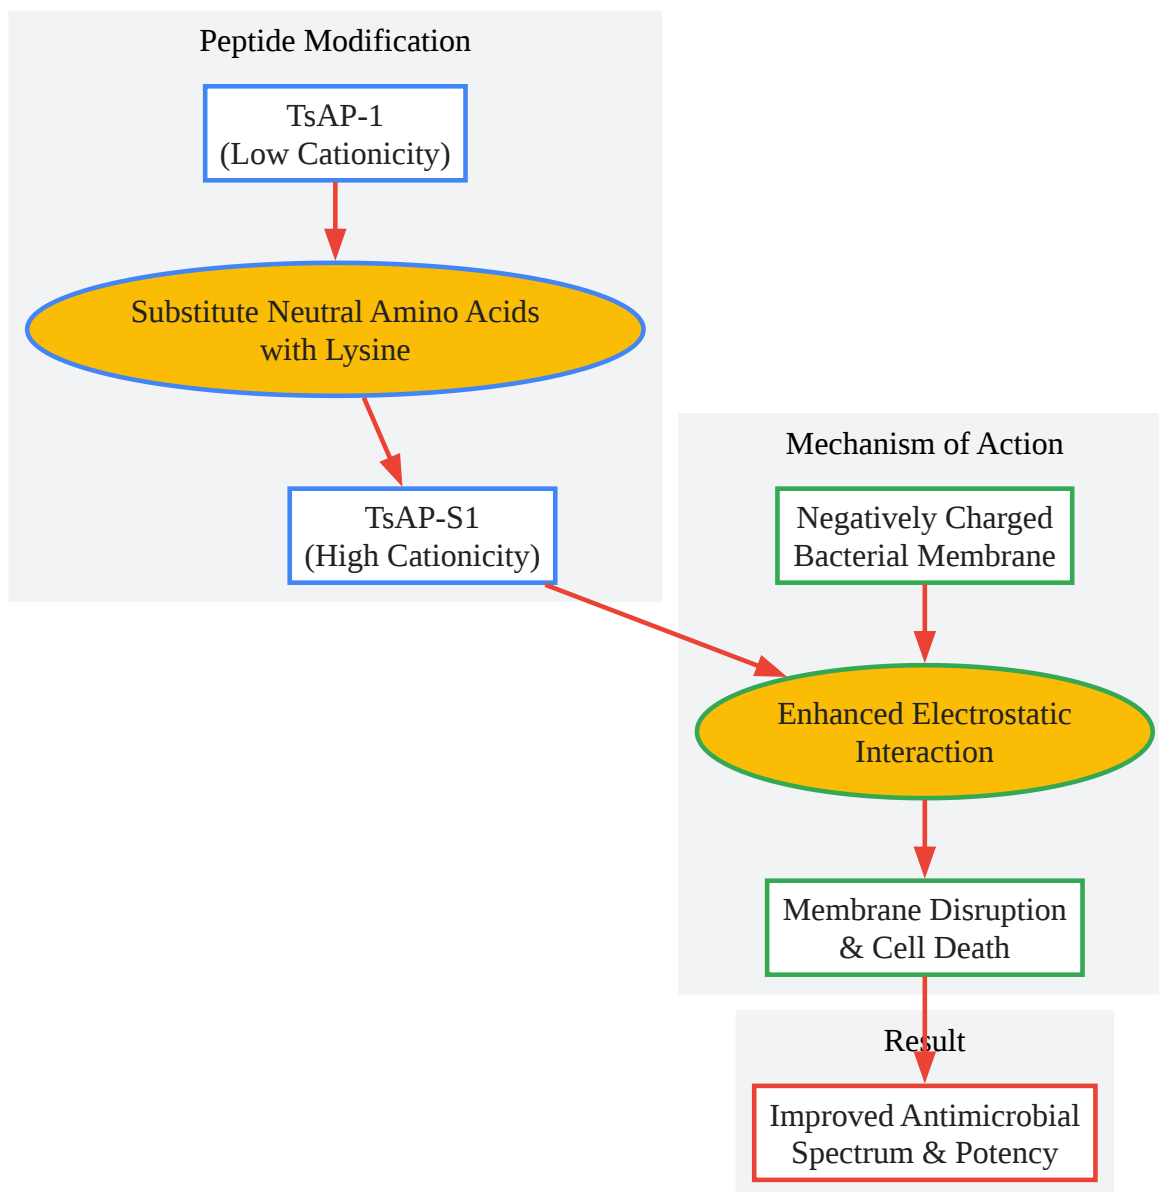 Peptide Modification
TsAP-1
(Low Cationicity)
Substitute Neutral Amino Acids
with Lysine
TsAP-S1
(High Cationicity)
Mechanism of Action
Negatively Charged
Bacterial Membrane
Enhanced Electrostatic
Interaction
Membrane Disruption
& Cell Death
Result
Improved Antimicrobial
Spectrum & Potency